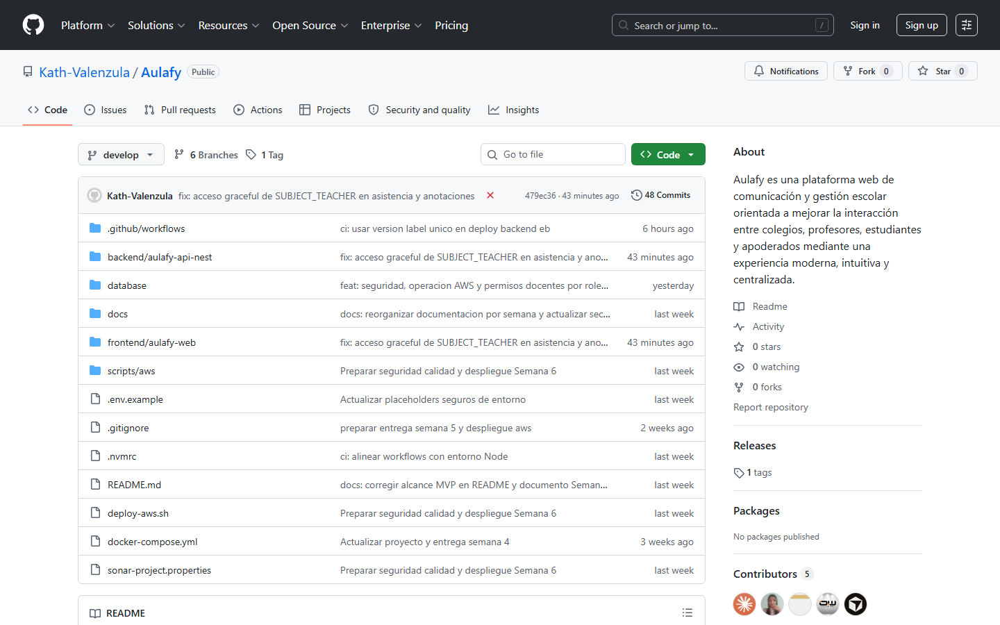 Platform Solutions Resources Open Source Enterprise Pricing Search or jump to... / Sign in Sign up
Kath-Valenzula / Aulafy Public Notifications Fork 0 Star 0
Code Issues Pull requests Actions Projects Security and quality Insights
develop 6 Branches 1 Tag Go to file Code
Kath-Valenzula fix: acceso graceful de SUBJECT_TEACHER en asistencia y anotaciones 479ec36 · 43 minutes ago 48 Commits
.github/workflows ci: usar version label unico en deploy backend eb 6 hours ago
backend/aulafy-api-nest fix: acceso graceful de SUBJECT_TEACHER en asistencia y ano... 43 minutes ago
database feat: seguridad, operacion AWS y permisos docentes por role... yesterday
docs docs: reorganizar documentacion por semana y actualizar sec... last week
frontend/aulafy-web fix: acceso graceful de SUBJECT_TEACHER en asistencia y ano... 43 minutes ago
scripts/aws Preparar seguridad calidad y despliegue Semana 6 last week
.env.example Actualizar placeholders seguros de entorno last week
.gitignore preparar entrega semana 5 y despliegue aws 2 weeks ago
.nvmrc ci: alinear workflows con entorno Node last week
README.md docs: corregir alcance MVP en README y documento Seman... last week
deploy-aws.sh Preparar seguridad calidad y despliegue Semana 6 last week
docker-compose.yml Actualizar proyecto y entrega semana 4 3 weeks ago
sonar-project.properties Preparar seguridad calidad y despliegue Semana 6 last week
README
About
Aulafy es una plataforma web de
comunicación y gestión escolar
orientada a mejorar la interacción
entre colegios, profesores, estudiantes
y apoderados mediante una
experiencia moderna, intuitiva y
centralizada.
Readme
Activity
0 stars
0 watching
0 forks
Report repository
Releases
1 tags
Packages
No packages published
Contributors 5